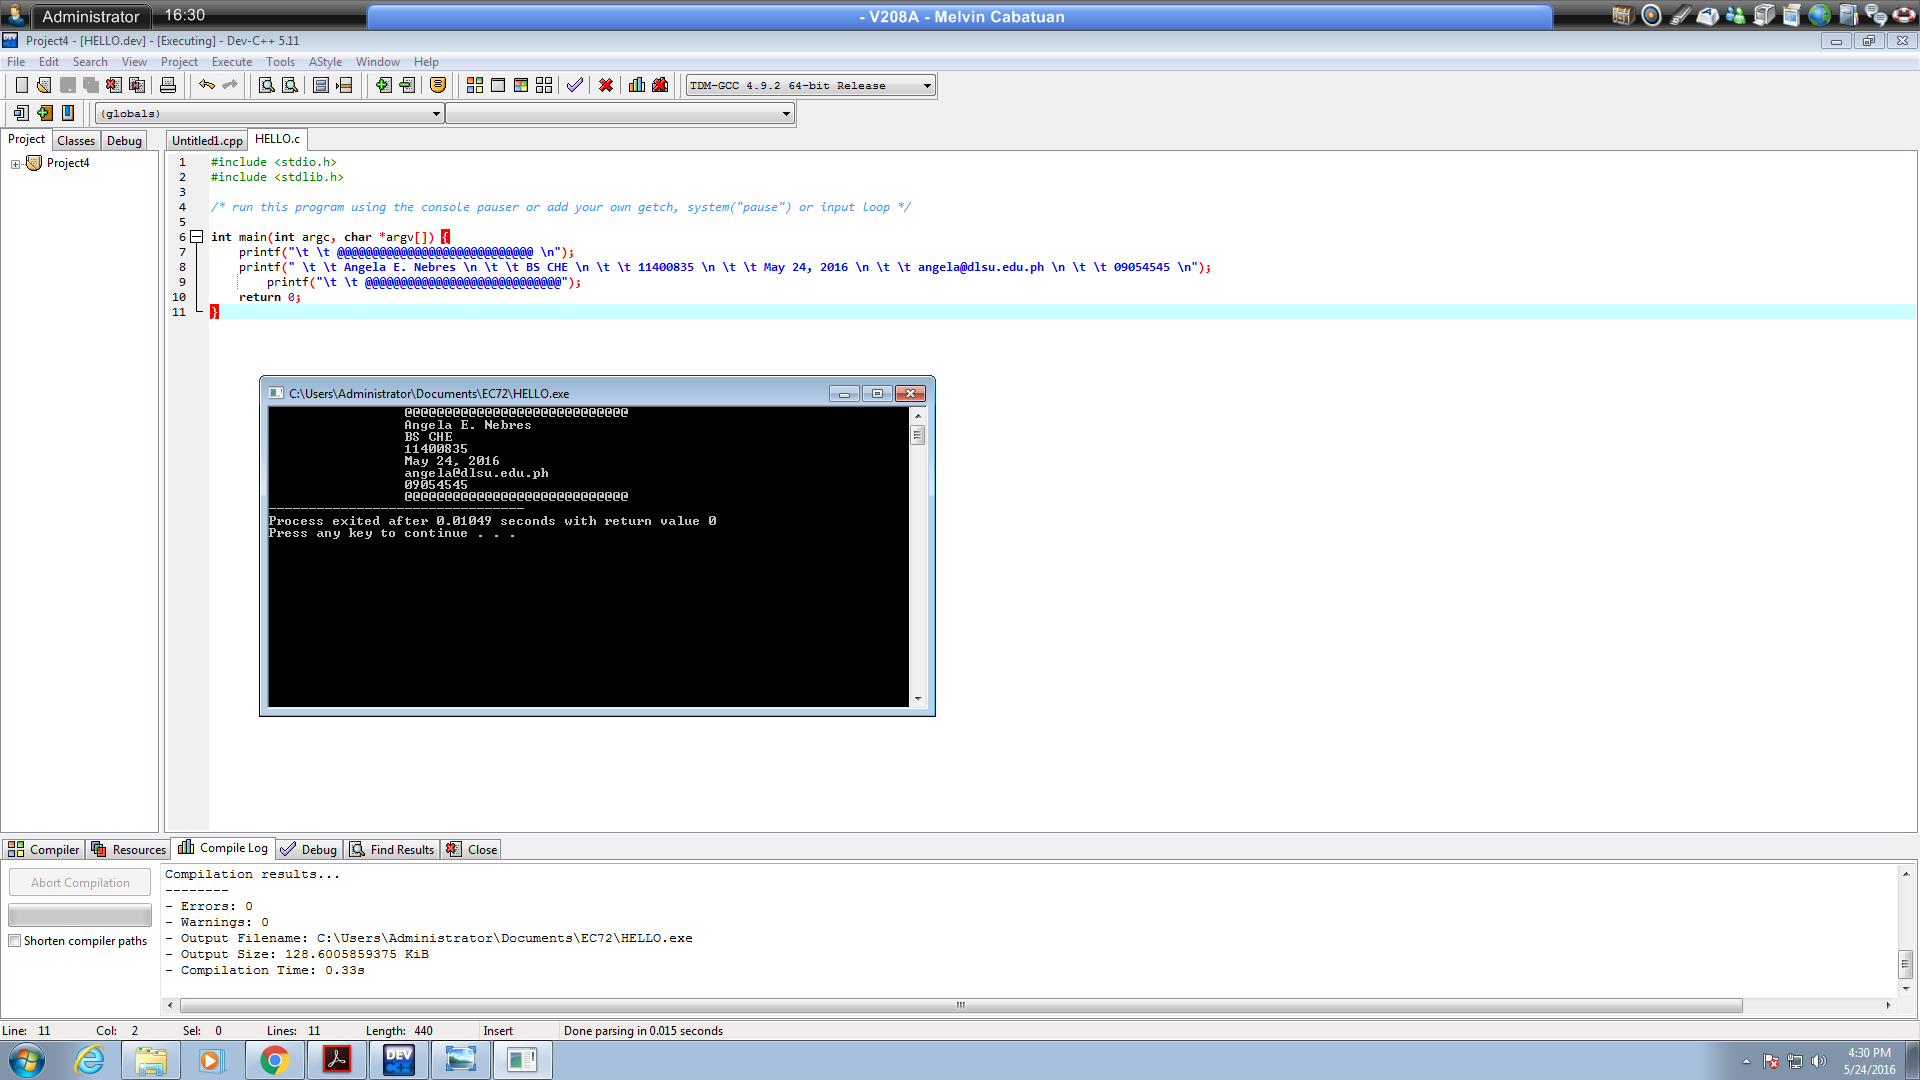 Administrator 16:30 - V208A - Melvin Cabatuan
Project4 - [HELLO.dev] - [Executing] - Dev-C++ 5.11
File Edit Search View Project Execute Tools AStyle Window Help
TDM-GCC 4.9.2 64-bit Release
(globals)
Project Classes Debug Untitled1.cpp HELLO.c
Project4
1 #include <stdio.h>
2 #include <stdlib.h>
3
4 /* run this program using the console pauser or add your own getch, system("pause") or input loop */
5
6 int main(int argc, char *argv[]) {
7 printf("\t \t @@@@@@@@@@@@@@@@@@@@@@@@@@@@ \n");
8 printf(" \t \t Angela E. Nebres \n \t \t BS CHE \n \t \t 11400835 \n \t \t May 24, 2016 \n \t \t angela@dlsu.edu.ph \n \t \t 09054545 \n");
9 printf("\t \t @@@@@@@@@@@@@@@@@@@@@@@@@@@@");
10 return 0;
11 }
C:\Users\Administrator\Documents\EC72\HELLO.exe
@@@@@@@@@@@@@@@@@@@@@@@@@@@@
Angela E. Nebres
BS CHE
11400835
May 24, 2016
angela@dlsu.edu.ph
09054545
@@@@@@@@@@@@@@@@@@@@@@@@@@@@
--------------------------------
Process exited after 0.01049 seconds with return value 0
Press any key to continue . . .
Compiler Resources Compile Log Debug Find Results Close
Abort Compilation
Shorten compiler paths
Compilation results...
--------
- Errors: 0
- Warnings: 0
- Output Filename: C:\Users\Administrator\Documents\EC72\HELLO.exe
- Output Size: 128.6005859375 KiB
- Compilation Time: 0.33s
Line: 11 Col: 2 Sel: 0 Lines: 11 Length: 440 Insert Done parsing in 0.015 seconds
DEV C++
4:30 PM
5/24/2016